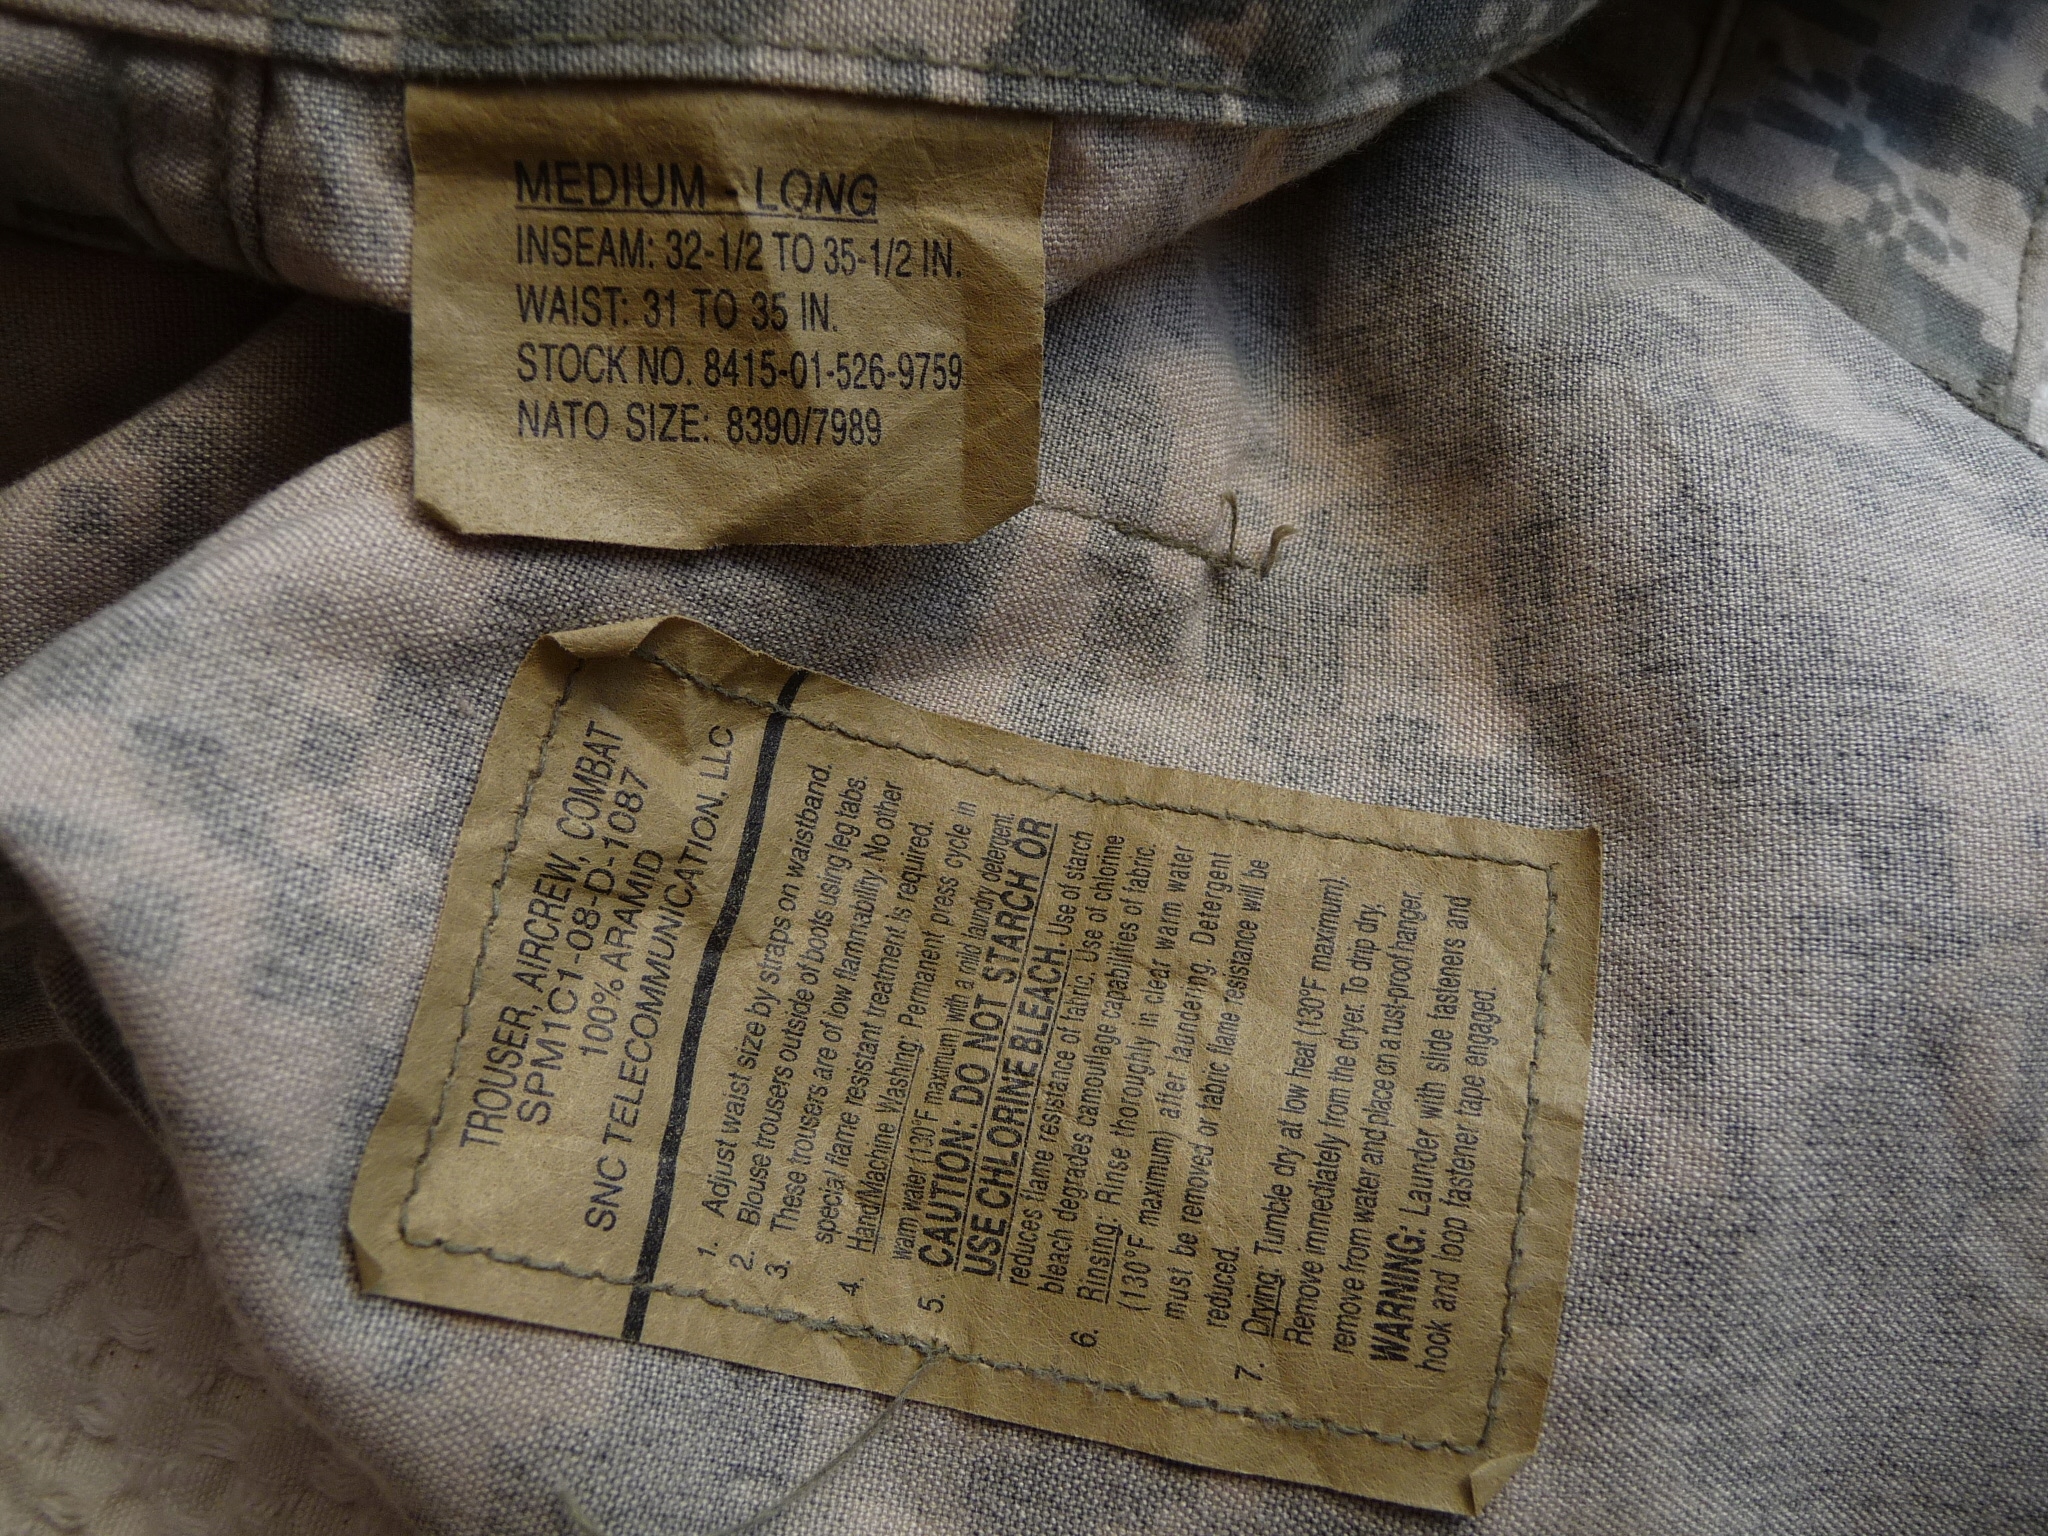 MEDIUM - LONG
INSEAM: 32-1/2 TO 35-1/2 IN.
WAIST: 31 TO 35 IN.
STOCK NO. 8415-01-526-9759
NATO SIZE: 8390/7989
TROUSER, AIRCREW, COMBAT
SPM1C1-08-D-1087
100% ARAMID
SNC TELECOMMUNICATION, LLC
1. Adjust waist size by straps on waistband.
2. Blouse trousers outside of boots using leg tabs.
3. These trousers are of low flammability. No other
special flame resistant treatment is required.
4. Hand/Machine Washing: Permanent press cycle in
warm water (130°F maximum) with a mild laundry detergent.
5. CAUTION: DO NOT STARCH OR
USE CHLORINE BLEACH. Use of starch
reduces flame resistance of fabric. Use of chlorine
bleach degrades camouflage capabilities of fabric.
6. Rinsing: Rinse thoroughly in clear warm water
(130°F maximum) after laundering. Detergent
must be removed or fabric flame resistance will be
reduced.
7. Drying: Tumble dry at low heat (130°F maximum).
Remove immediately from the dryer. To drip dry,
remove from water and place on a rust-proof hanger.
WARNING: Launder with slide fasteners and
hook and loop fastener tape engaged.